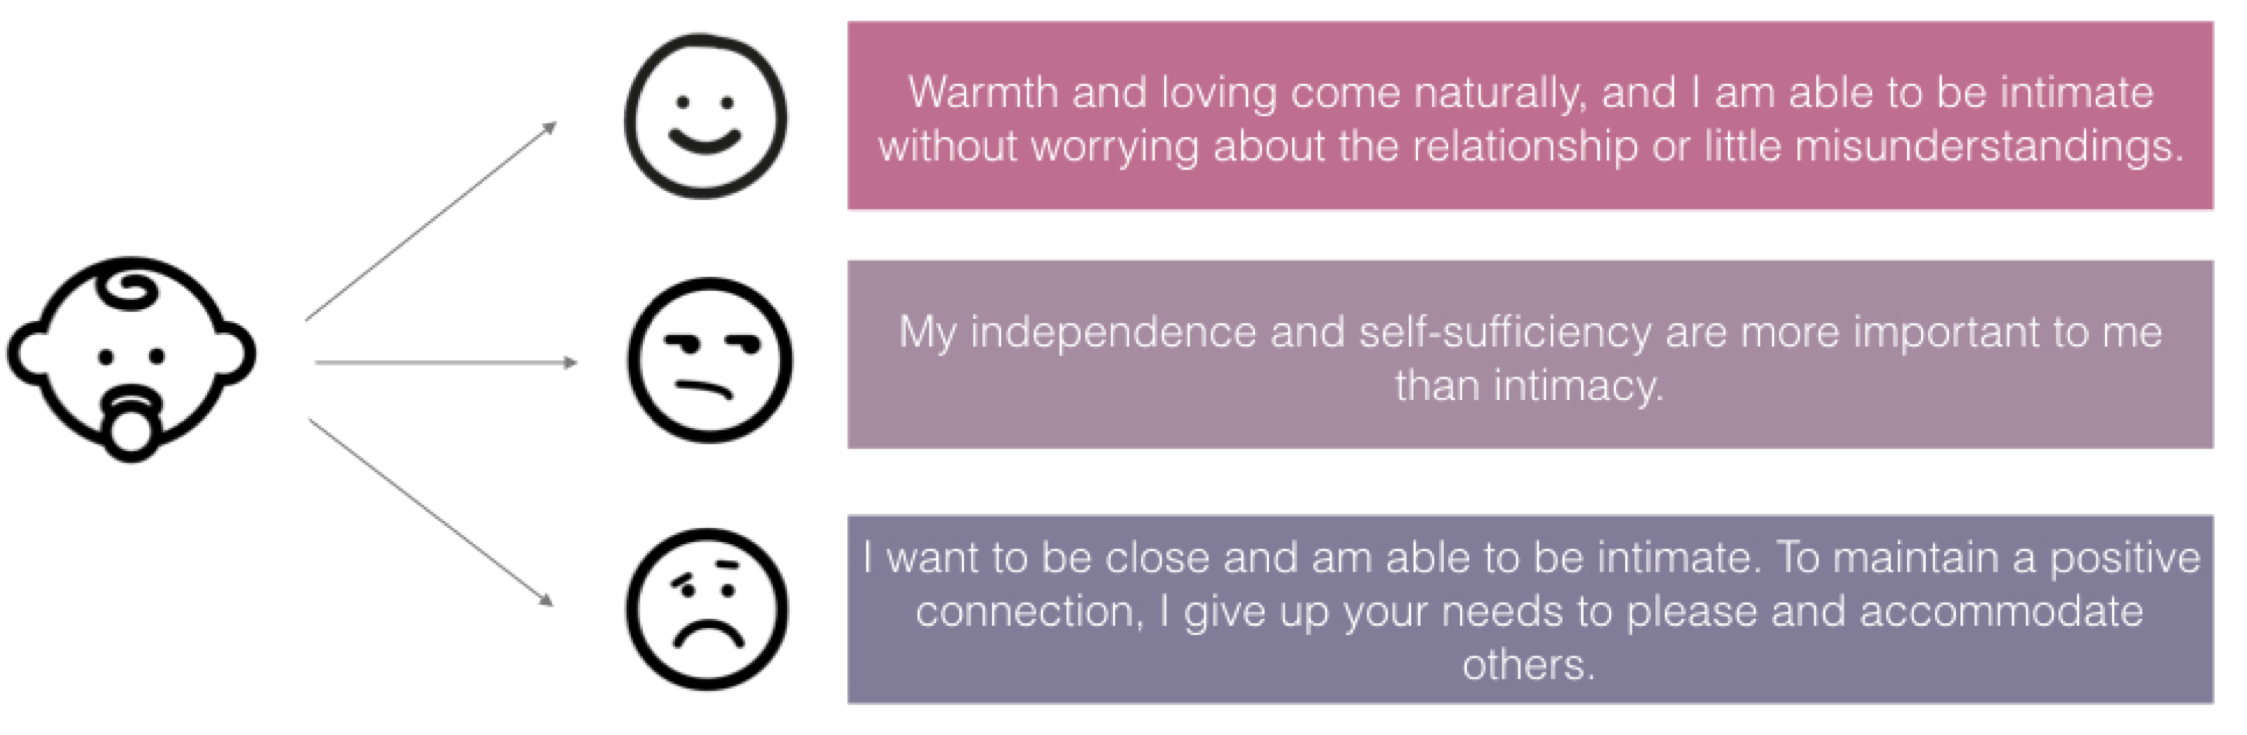 Warmth and loving come naturally, and I am able to be intimate
without worrying about the relationship or little misunderstandings.
My independence and self-sufficiency are more important to me
than intimacy.
I want to be close and am able to be intimate. To maintain a positive
connection, I give up your needs to please and accommodate
others.